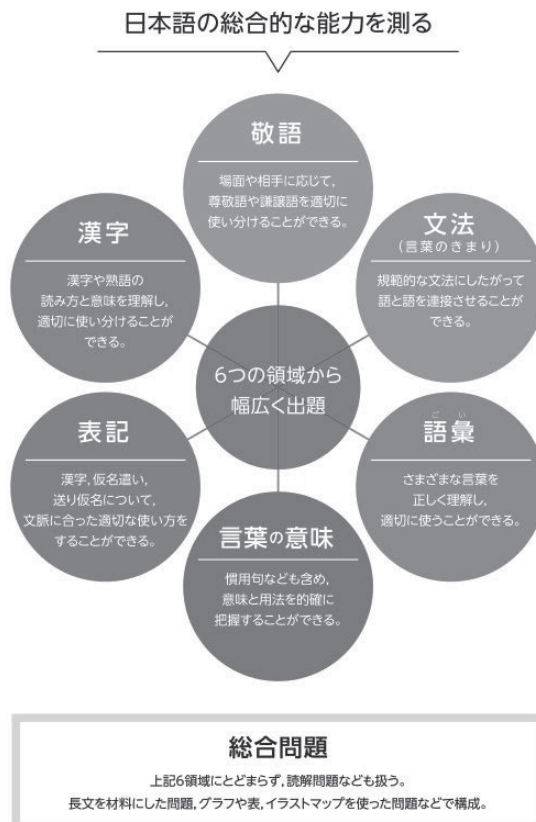 日本語の総合的な能力を測る
敬語
場面や相手に応じて,
尊敬語や謙譲語を適切に
使い分けることができる。
文法
(言葉のきまり)
規範的な文法にしたがって
語と語を連接させることが
できる。
語彙
ごい
さまざまな言葉を
正しく理解し,
適切に使うことができる。
言葉の意味
慣用句なども含め,
意味と用法を的確に
把握することができる。
表記
漢字,仮名遣い,
送り仮名について,
文脈に合った適切な使い方を
することができる。
漢字
漢字や熟語の
読み方と意味を理解し,
適切に使い分けることが
できる。
6つの領域から
幅広く出題
総合問題
上記6領域にとどまらず,読解問題なども扱う。
長文を材料にした問題,グラフや表,イラストマップを使った問題などで構成。